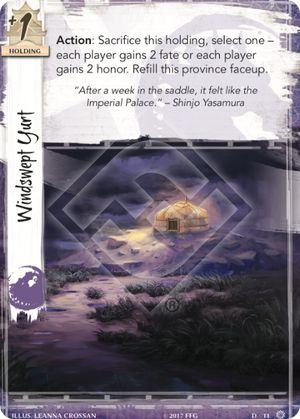 +1
HOLDING
Action: Sacrifice this holding, select one –
each player gains 2 fate or each player
gains 2 honor. Refill this province faceup.
“After a week in the saddle, it felt like the
Imperial Palace.” – Shinjo Yasamura
Windswept Yurt
®
ILLUS. LEANNA CROSSAN
© 2017 FFG
D 11